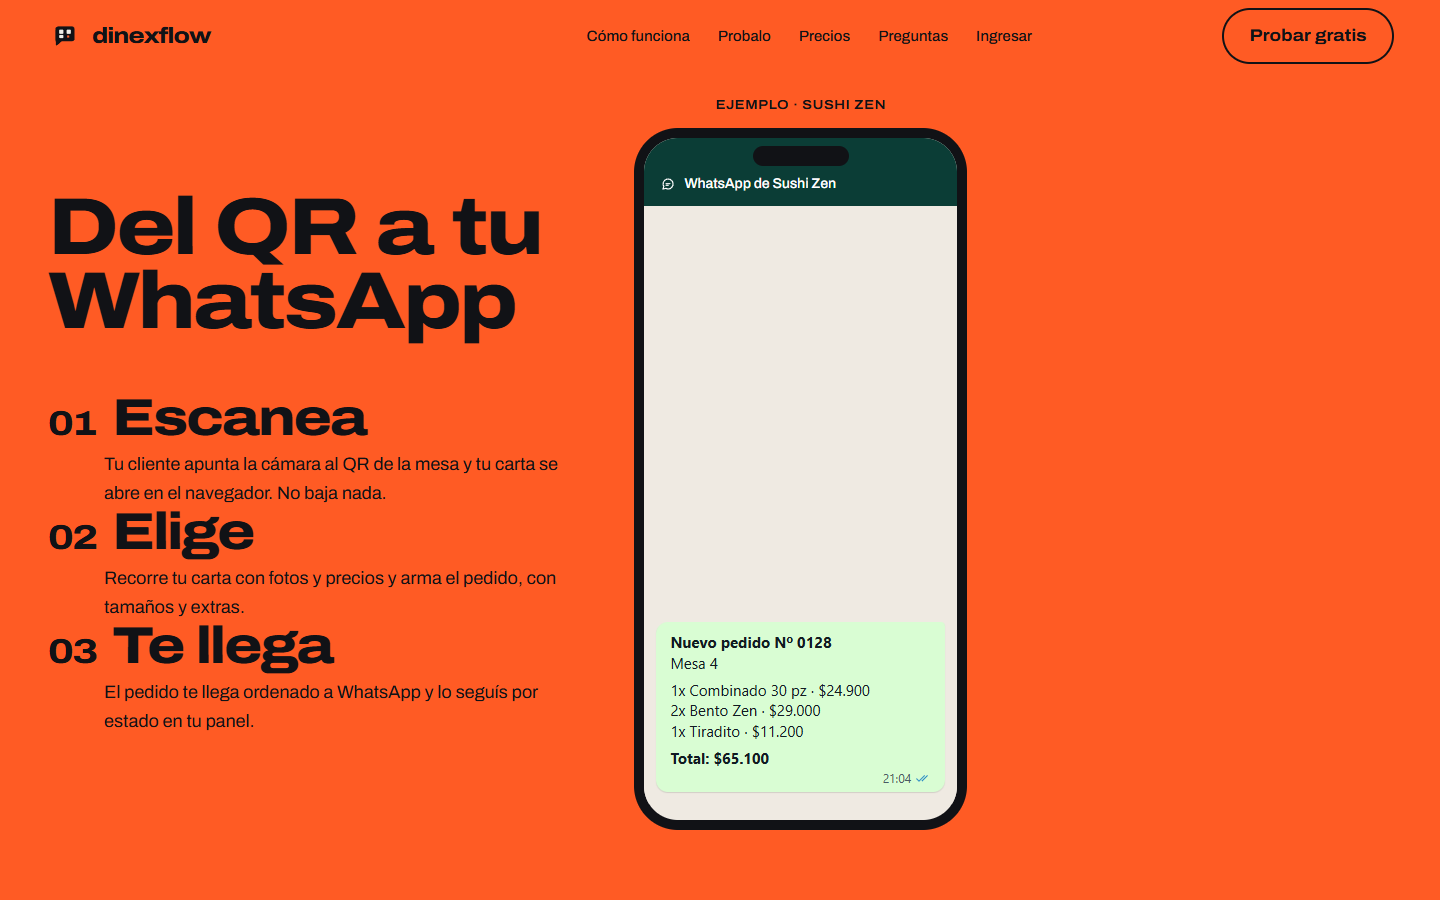 dinexflow
Cómo funciona
Probalo
Precios
Preguntas
Ingresar
Probar gratis
EJEMPLO · SUSHI ZEN
WhatsApp de Sushi Zen
Del QR a tu
WhatsApp
01 Escanea
Tu cliente apunta la cámara al QR de la mesa y tu carta se
abre en el navegador. No baja nada.
02 Elige
Recorre tu carta con fotos y precios y arma el pedido, con
tamaños y extras.
03 Te llega
El pedido te llega ordenado a WhatsApp y lo seguís por
estado en tu panel.
Nuevo pedido Nº 0128
Mesa 4
1x Combinado 30 pz · $24.900
2x Bento Zen · $29.000
1x Tiradito · $11.200
Total: $65.100
21:04